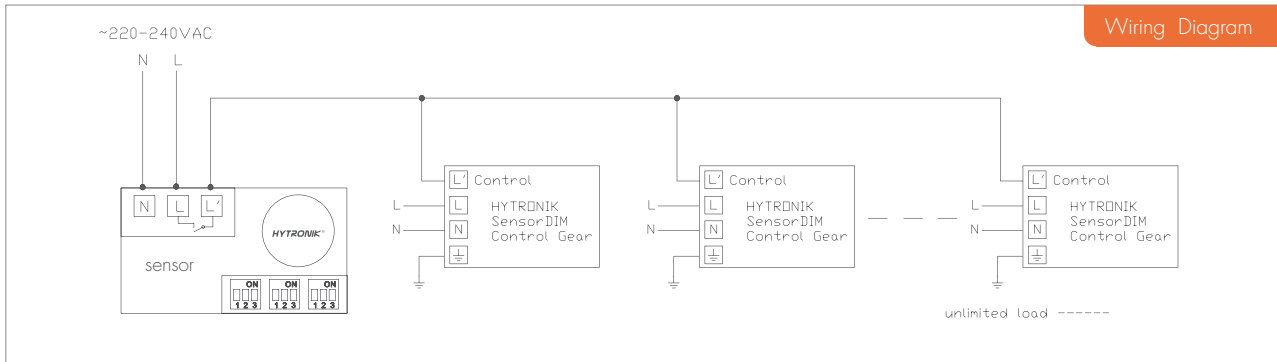 Wiring Diagram
~220-240VAC
N L
N L L'
HYTRONIK®
sensor
ON ON ON
1 2 3 1 2 3 1 2 3
L' Control
L L HYTRONIK
SensorDIM
N N Control Gear
L' Control
L L HYTRONIK
SensorDIM
N N Control Gear
L' Control
L L HYTRONIK
SensorDIM
N N Control Gear
unlimited load ------